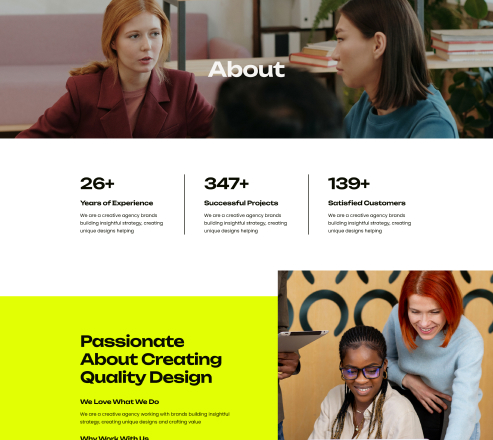 About
26+
347+
139+
Years of Experience
Successful Projects
Satisfied Customers
We are a creative agency brands
building insightful strategy, creating
unique designs helping
We are a creative agency brands
building insightful strategy, creating
unique designs helping
We are a creative agency brands
building insightful strategy, creating
unique designs helping
Passionate
About Creating
Quality Design
We Love What We Do
We are a creative agency working with brands building insightful
strategy, creating unique designs and crafting value
Why Work With Us